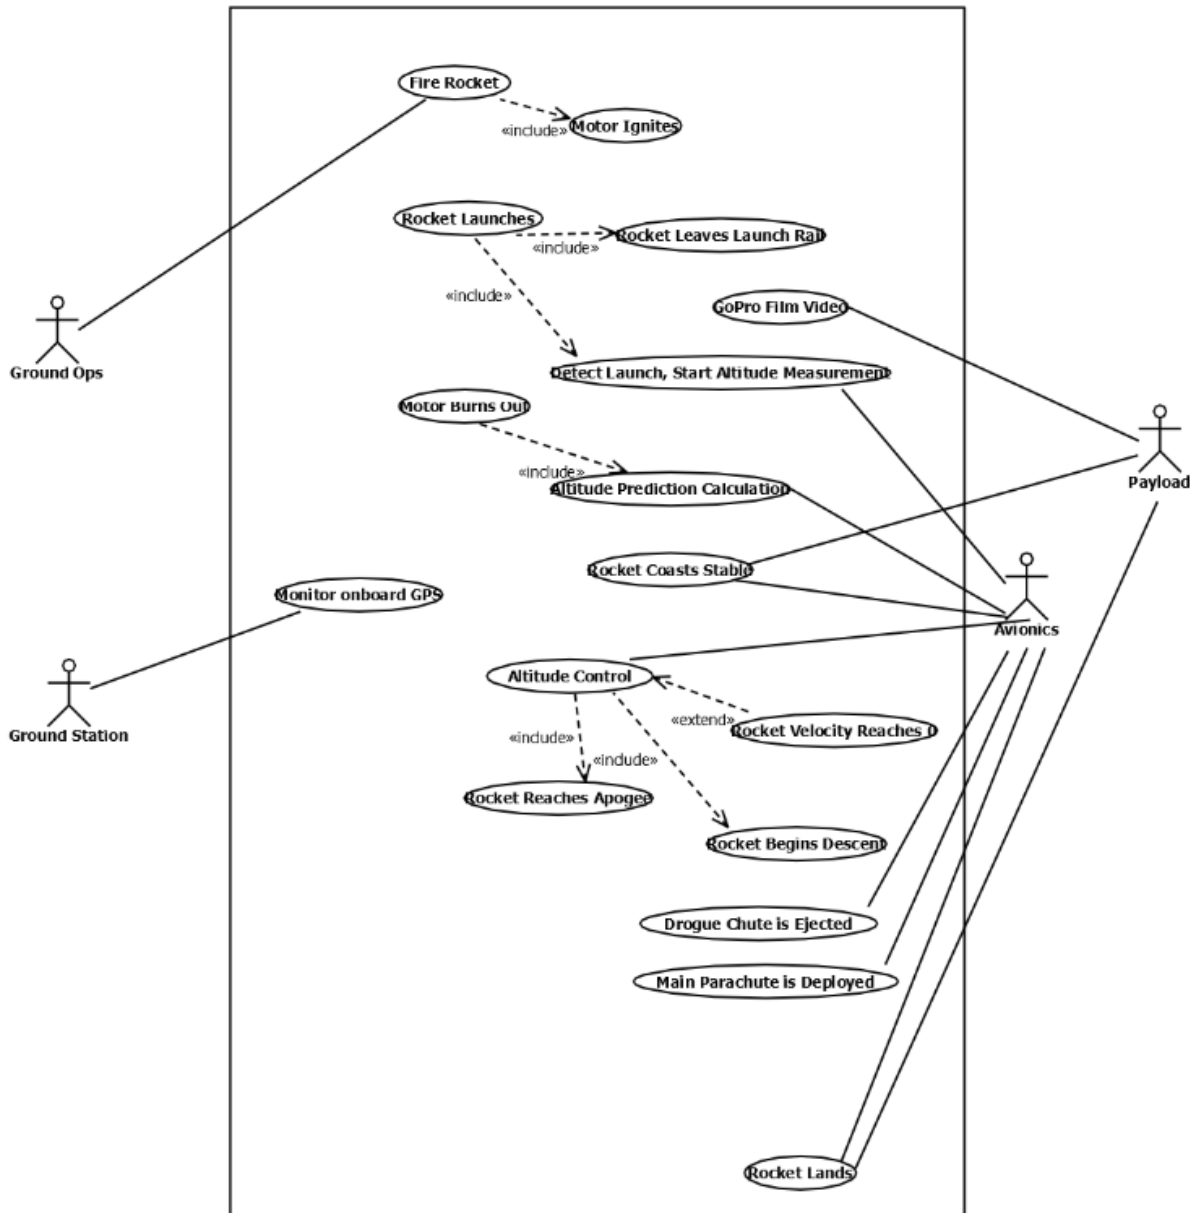 Fire Rocket
«include»
Motor Ignites
Rocket Launches
«include»
Rocket Leaves Launch Rail
«include»
GoPro Film Video
Ground Ops
Detect Launch, Start Altitude Measurement
Motor Burns Out
«include»
Altitude Prediction Calculation
Payload
Rocket Coasts Stable
Monitor onboard GPS
Avionics
Altitude Control
Ground Station
«extend»
Rocket Velocity Reaches 0
«include»
«include»
Rocket Reaches Apogee
Rocket Begins Descent
Drogue Chute is Ejected
Main Parachute is Deployed
Rocket Lands